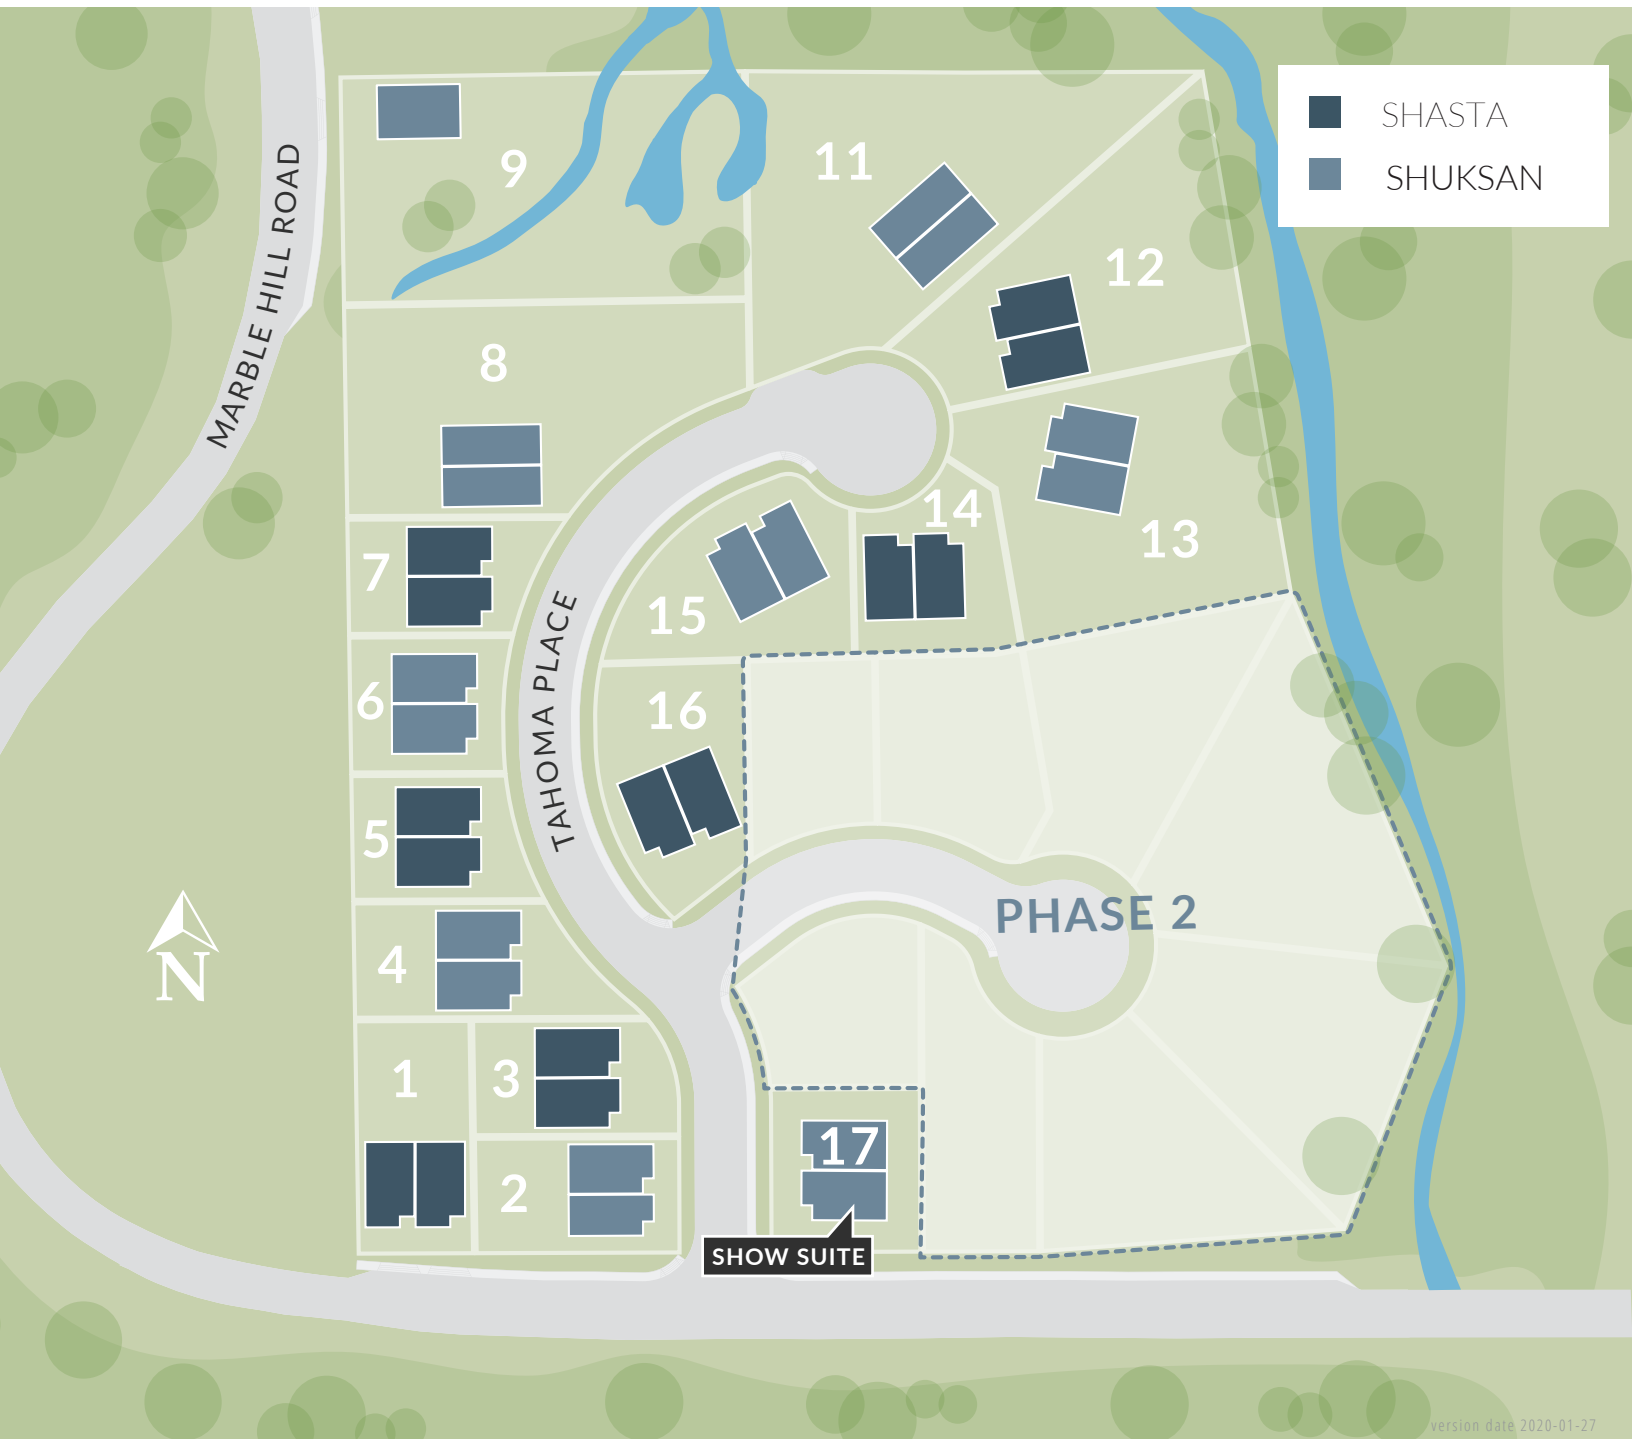 SHASTA
SHUKSAN
MARBLE HILL ROAD
9
11
12
8
14
13
7
15
6
16
TAHOMA PLACE
5
PHASE 2
4
N
1
3
17
2
SHOW SUITE
version date 2020-01-27